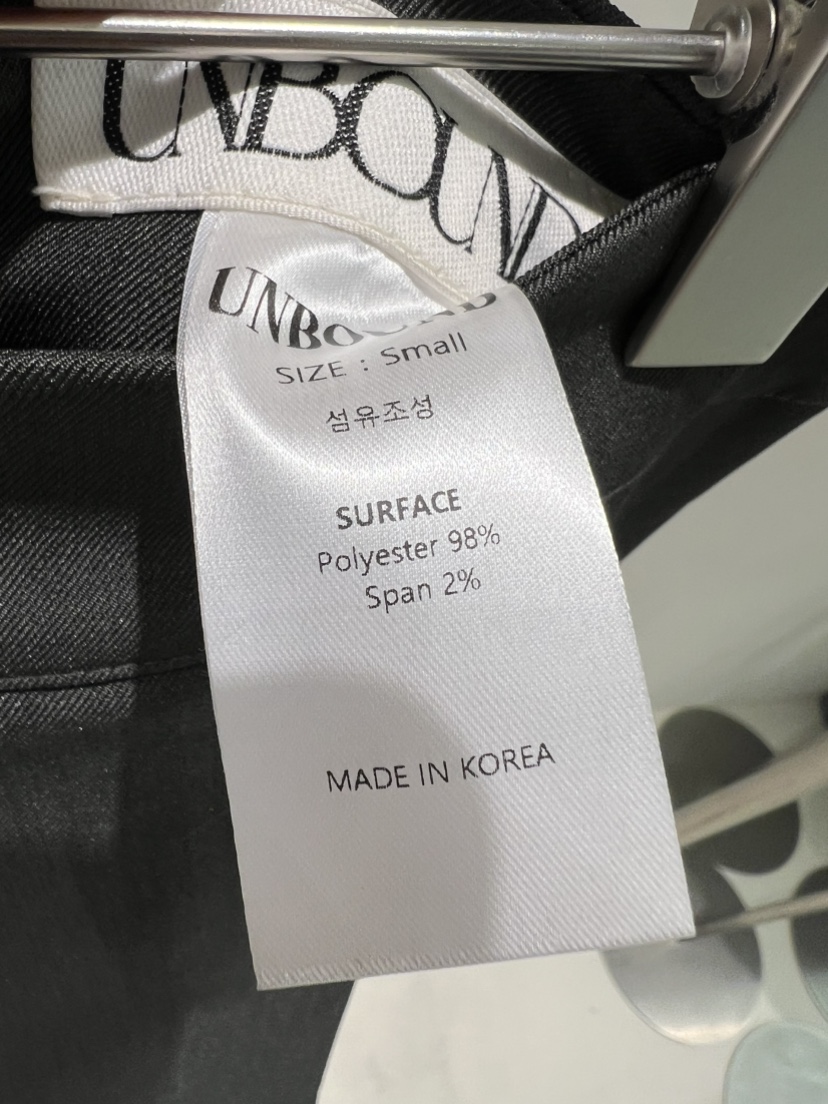 UNBOUND
UNBOUND
SIZE : Small
섬유조성
SURFACE
Polyester 98%
Span 2%
MADE IN KOREA